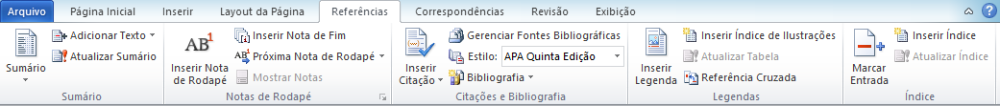 Arquivo Página Inicial Inserir Layout da Página Referências Correspondências Revisão Exibição
Sumário
Adicionar Texto
Atualizar Sumário
Sumário
AB1
Inserir Nota
de Rodapé
Inserir Nota de Fim
Próxima Nota de Rodapé
Mostrar Notas
Notas de Rodapé
Inserir
Citação
Gerenciar Fontes Bibliográficas
Estilo: APA Quinta Edição
Bibliografia
Citações e Bibliografia
Inserir
Legenda
Inserir Índice de Ilustrações
Atualizar Tabela
Referência Cruzada
Legendas
Marcar
Entrada
Inserir Índice
Atualizar Índice
Índice